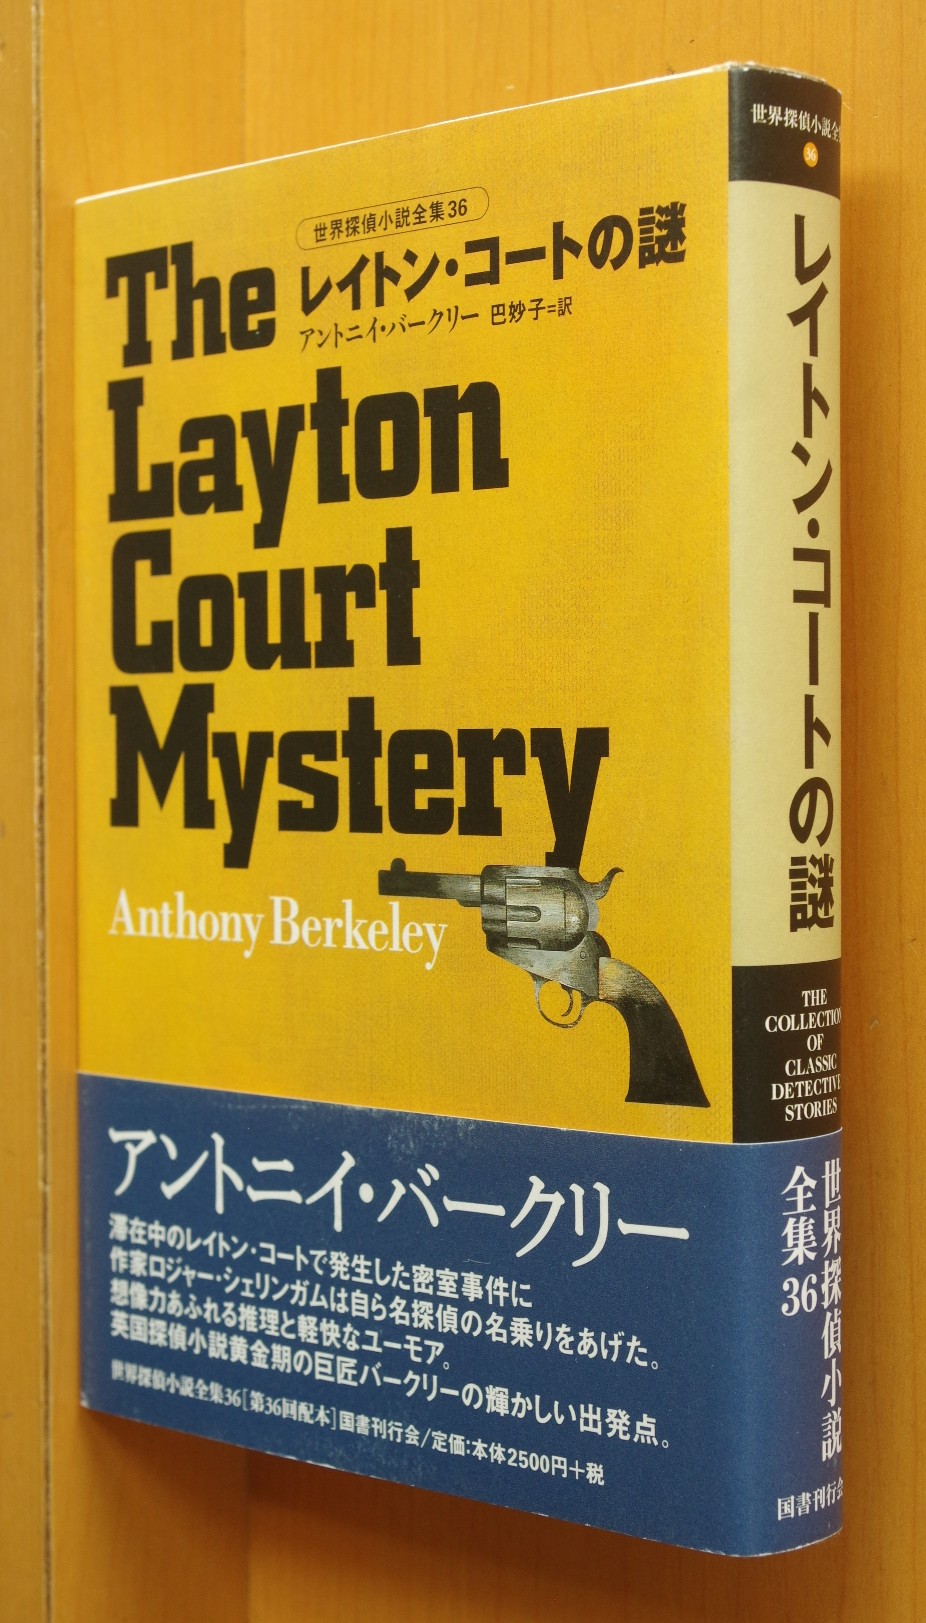 世界探偵小説全集36
レイトン・コートの謎
アントニイ・バークリー 巴妙子=訳
The
Layton
Court
Mystery
Anthony Berkeley
アントニイ・バークリー
滞在中のレイトン・コートで発生した密室事件に
作家ロジャー・シェリンガムは自ら名探偵の名乗りをあげた。
想像力あふれる推理と軽快なユーモア。
英国探偵小説黄金期の巨匠バークリーの輝かしい出発点。
世界探偵小説全集36[第36回配本]国書刊行会/定価:本体2500円+税
世界探偵小説全集
36
レイトン・コートの謎
THE
COLLECTION
OF
CLASSIC
DETECTIVE
STORIES
世界探偵小説
全集36
国書刊行会